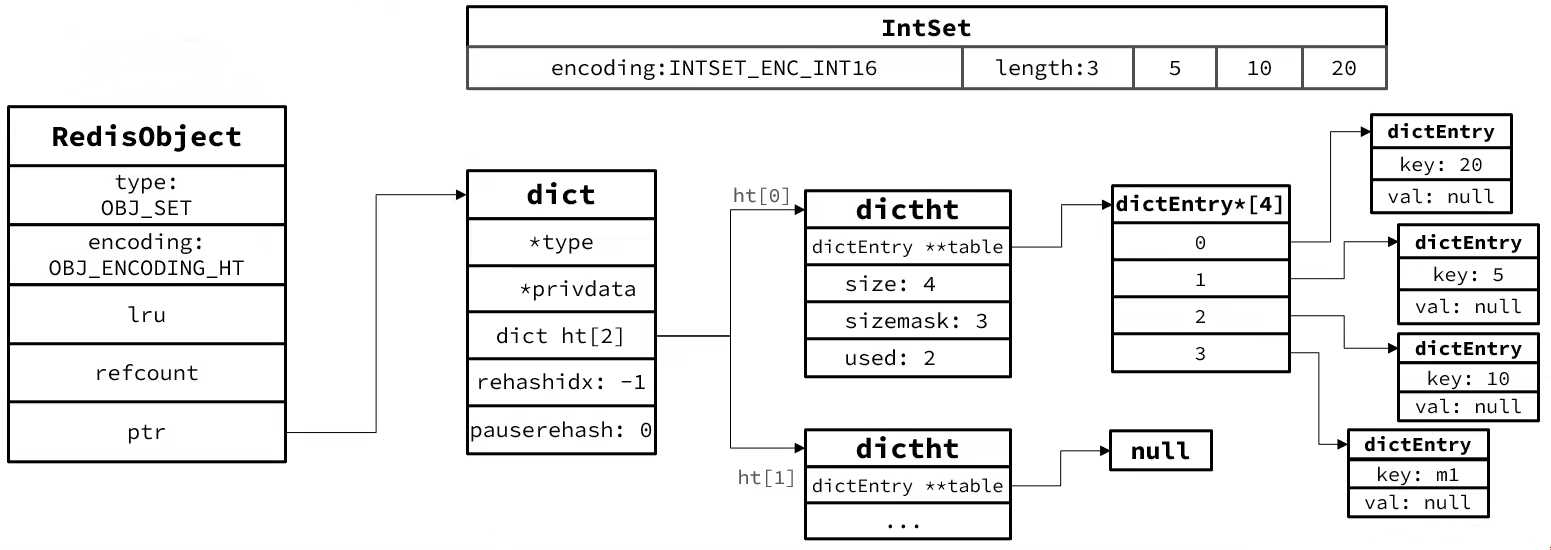 IntSet
encoding:INTSET_ENC_INT16 length:3 5 10 20
RedisObject
type:
OBJ_SET
encoding:
OBJ_ENCODING_HT
lru
refcount
ptr
dict
*type
*privdata
dict ht[2]
rehashidx: -1
pauserehash: 0
ht[0]
dictht
dictEntry **table
size: 4
sizemask: 3
used: 2
ht[1]
dictht
dictEntry **table
...
dictEntry*[4]
0
1
2
3
null
dictEntry
key: 20
val: null
dictEntry
key: 5
val: null
dictEntry
key: 10
val: null
dictEntry
key: m1
val: null